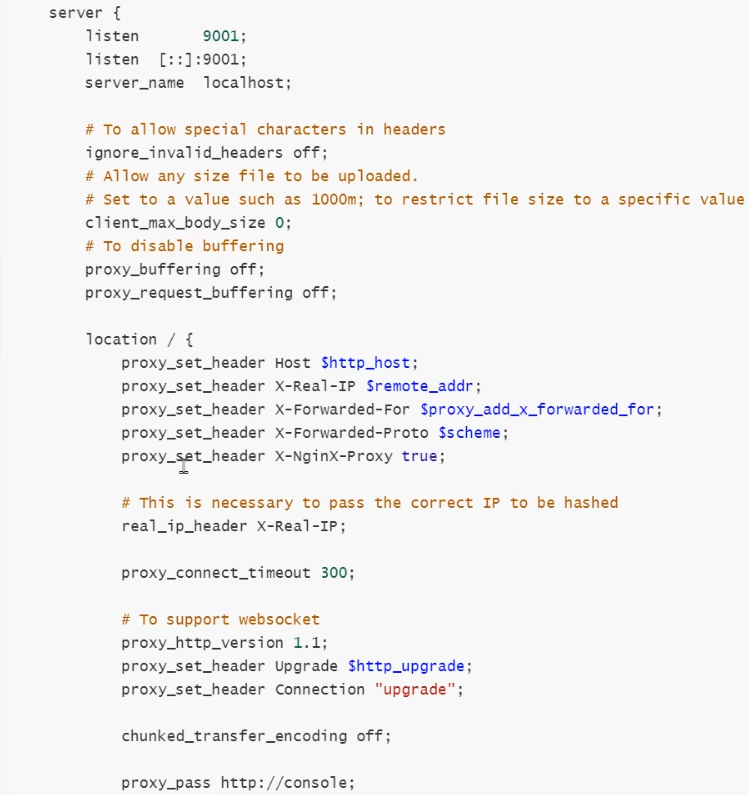 server {
listen 9001;
listen [::]:9001;
server_name localhost;
# To allow special characters in headers
ignore_invalid_headers off;
# Allow any size file to be uploaded.
# Set to a value such as 1000m; to restrict file size to a specific value
client_max_body_size 0;
# To disable buffering
proxy_buffering off;
proxy_request_buffering off;
location / {
proxy_set_header Host $http_host;
proxy_set_header X-Real-IP $remote_addr;
proxy_set_header X-Forwarded-For $proxy_add_x_forwarded_for;
proxy_set_header X-Forwarded-Proto $scheme;
proxy_set_header X-NginX-Proxy true;
# This is necessary to pass the correct IP to be hashed
real_ip_header X-Real-IP;
proxy_connect_timeout 300;
# To support websocket
proxy_http_version 1.1;
proxy_set_header Upgrade $http_upgrade;
proxy_set_header Connection "upgrade";
chunked_transfer_encoding off;
proxy_pass http://console;